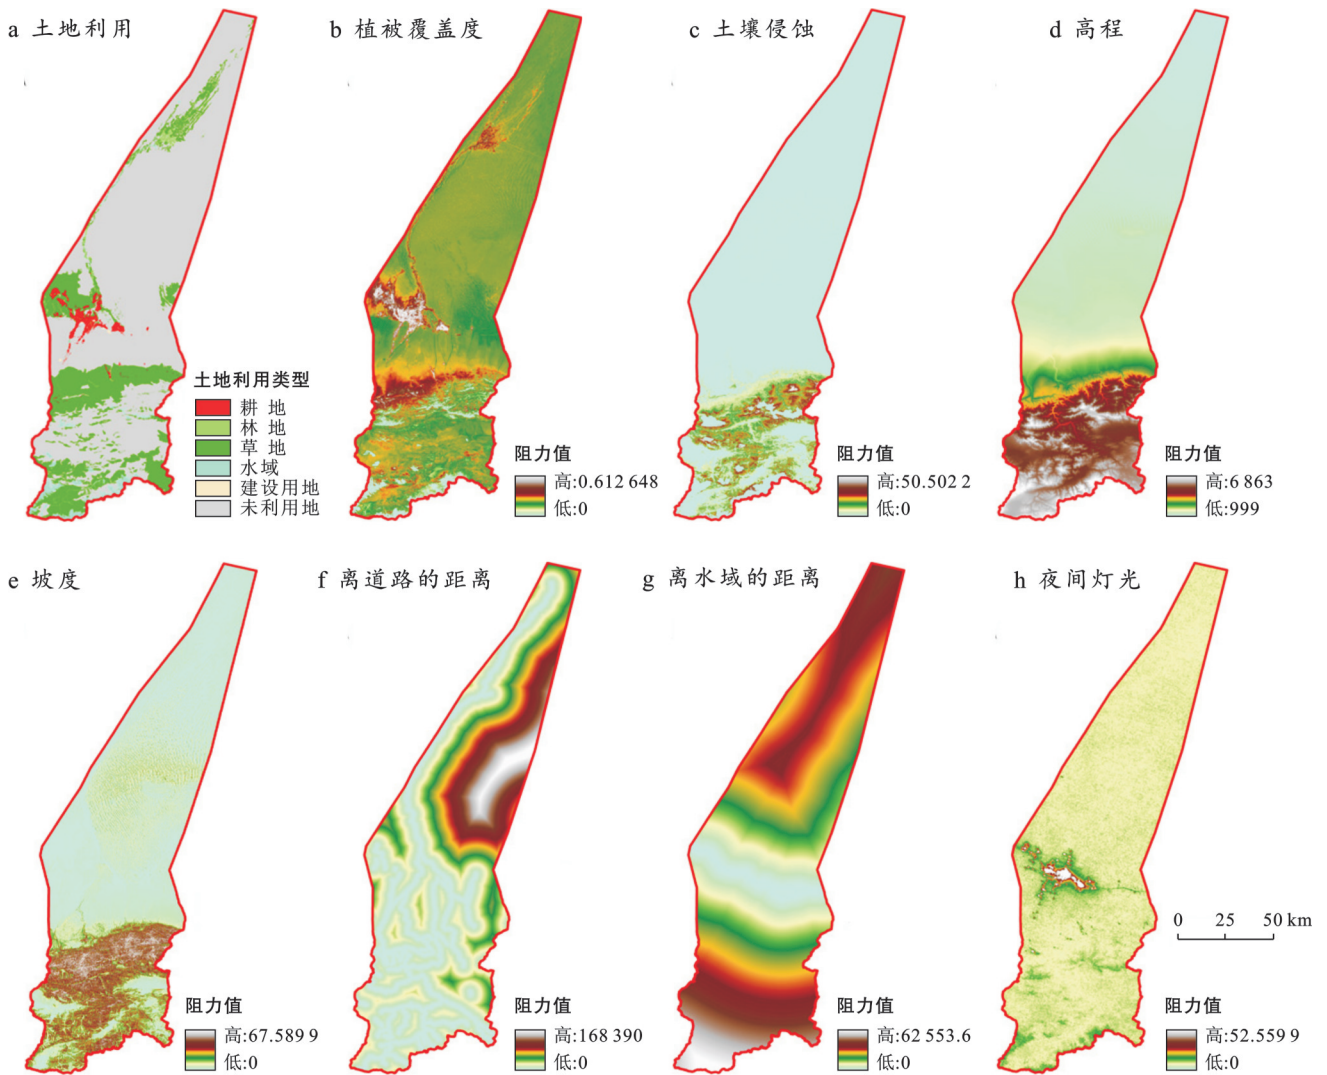 a 土地利用
b 植被覆盖度
c 土壤侵蚀
d 高程
土地利用类型
耕 地
林 地
草 地
水域
建设用地
未利用地
阻力值
高:0.612 648
低:0
阻力值
高:50.502 2
低:0
阻力值
高:6 863
低:999
e 坡度
f 离道路的距离
g 离水域的距离
h 夜间灯光
0 25 50 km
阻力值
高:67.589 9
低:0
阻力值
高:168 390
低:0
阻力值
高:62 553.6
低:0
阻力值
高:52.559 9
低:0